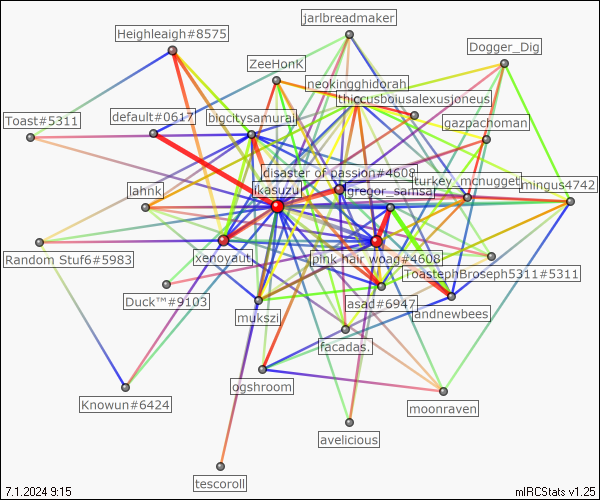 jarlbreadmaker
Heighleaigh#8575
Dogger_Dig
ZeeHonK
neokingghidorah
thiccusboiusalexusjoneus
Toast#5311
default#0617
bigcitysamurai
gazpachoman
disaster of passion#4608
turkey_mcnugget
mingus4742
Jahnk
ikasuzu
gregor_samsa
xenoyaut
pink hair woag#4608
Random Stuf6#5983
ToastephBroseph5311#5311
Duck™#9103
asad#6947
mukszi
andnewbees
facadas.
ogshroom
Knowun#6424
moonraven
avelicious
tescoroll
7.1.2024 9:15
mIRCStats v1.25